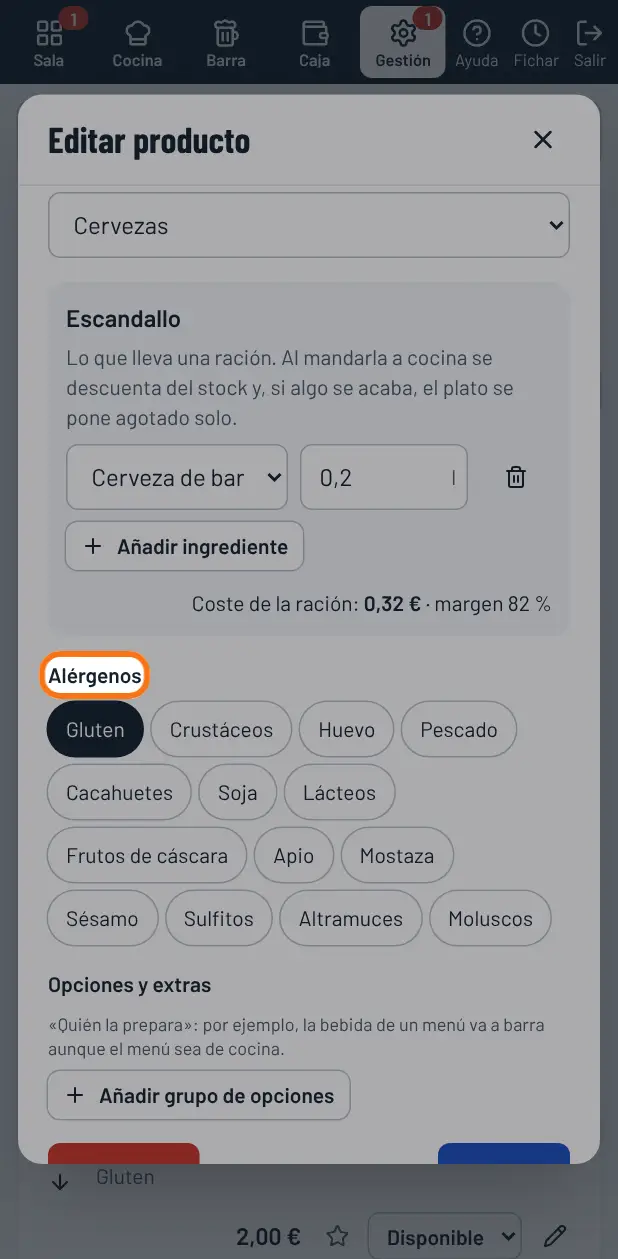 1
1
Sala
Cocina
Barra
Caja
Gestión
Ayuda
Fichar
Salir
Editar producto
Cervezas
Escandallo
Lo que lleva una ración. Al mandarla a cocina se
descuenta del stock y, si algo se acaba, el plato se
pone agotado solo.
Cerveza de bar
0,2
l
+ Añadir ingrediente
Coste de la ración: 0,32 € · margen 82 %
Alérgenos
Gluten
Crustáceos
Huevo
Pescado
Cacahuetes
Soja
Lácteos
Frutos de cáscara
Apio
Mostaza
Sésamo
Sulfitos
Altramuces
Moluscos
Opciones y extras
«Quién la prepara»: por ejemplo, la bebida de un menú va a barra
aunque el menú sea de cocina.
+ Añadir grupo de opciones
Gluten
2,00 €
Disponible